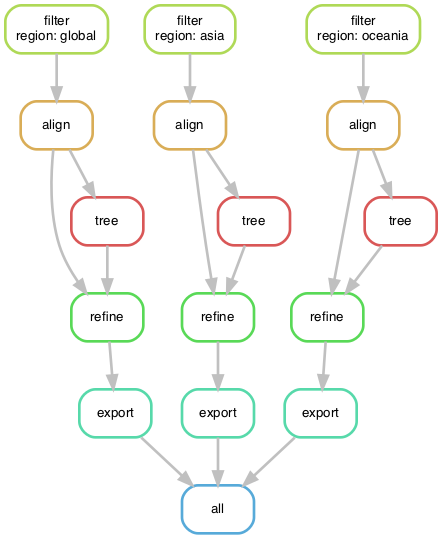 filter
region: global
filter
region: asia
filter
region: oceania
align
align
align
tree
tree
tree
refine
refine
refine
export
export
export
all